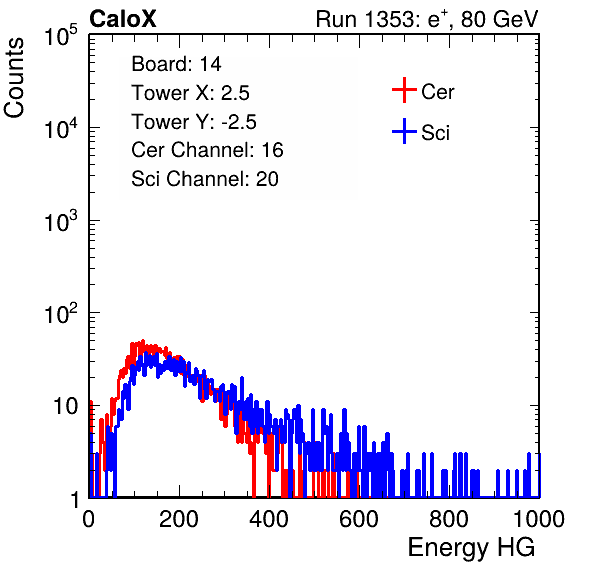 CaloX Run 1353: e⁺, 80 GeV
Counts
Board: 14
Tower X: 2.5
Tower Y: -2.5
Cer Channel: 16
Sci Channel: 20
Cer
Sci
10⁵
10⁴
10³
10²
10
1
0 200 400 600 800 1000
Energy HG